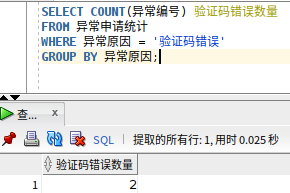 SELECT COUNT(异常编号) 验证码错误数量
FROM 异常申请统计
WHERE 异常原因 = '验证码错误'
GROUP BY 异常原因;
查... x
SQL | 提取的所有行: 1, 用时 0.025 秒
验证码错误数量
1 2